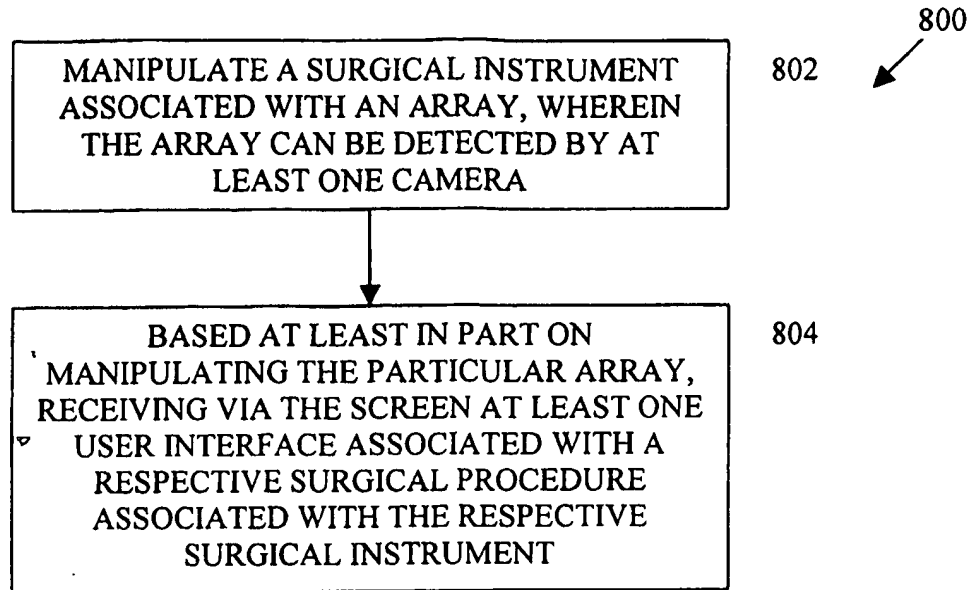 800
MANIPULATE A SURGICAL INSTRUMENT
ASSOCIATED WITH AN ARRAY, WHEREIN
THE ARRAY CAN BE DETECTED BY AT
LEAST ONE CAMERA
802
BASED AT LEAST IN PART ON
MANIPULATING THE PARTICULAR ARRAY,
RECEIVING VIA THE SCREEN AT LEAST ONE
USER INTERFACE ASSOCIATED WITH A
RESPECTIVE SURGICAL PROCEDURE
ASSOCIATED WITH THE RESPECTIVE
SURGICAL INSTRUMENT
804